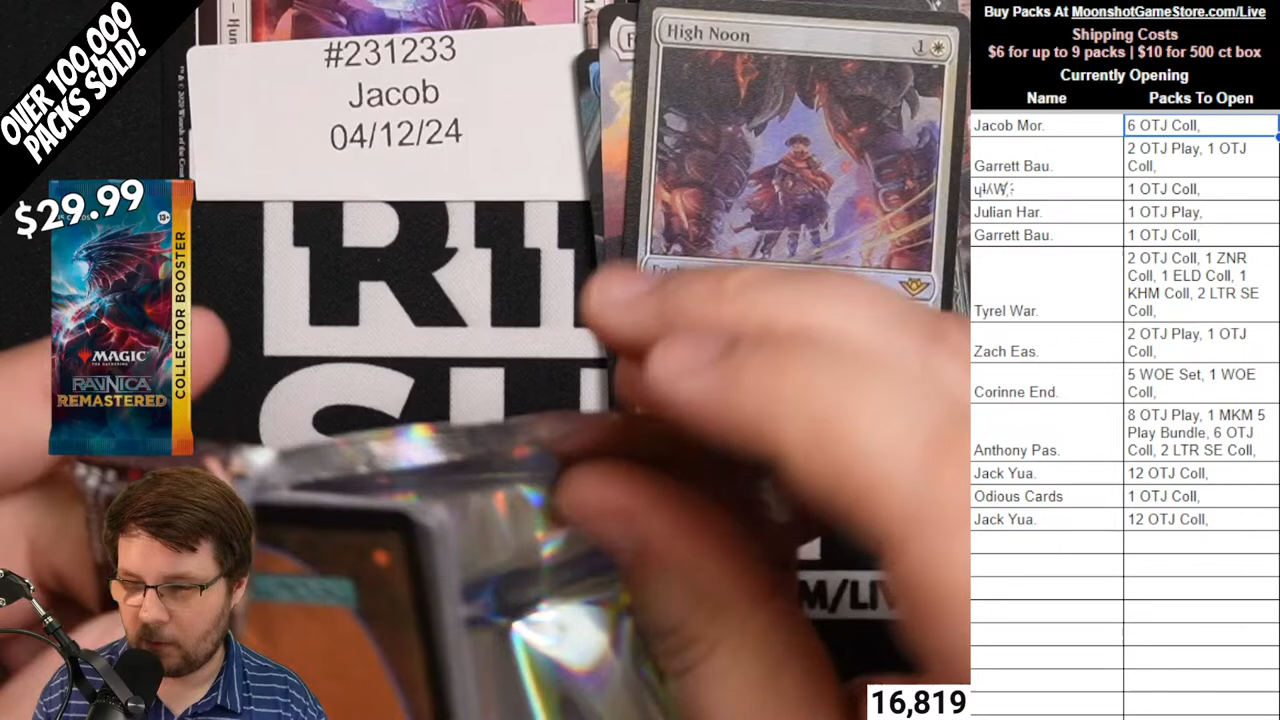 OVER 100,000
PACKS SOLD!
$29.99
13+
COLLECTOR BOOSTER
MAGIC
THE GATHERING
RAVNICA
REMASTERED
#231233
Jacob
04/12/24
High Noon
1
M/LIV
16,819
Buy Packs At MoonshotGameStore.com/Live
Shipping Costs
$6 for up to 9 packs | $10 for 500 ct box
Currently Opening
Name Packs To Open
Jacob Mor. 6 OTJ Coll,
Garrett Bau. 2 OTJ Play, 1 OTJ
Coll,
1 OTJ Coll,
Julian Har. 1 OTJ Play,
Garrett Bau. 1 OTJ Coll,
Tyrel War. 2 OTJ Coll, 1 ZNR
Coll, 1 ELD Coll, 1
KHM Coll, 2 LTR SE
Coll,
Zach Eas. 2 OTJ Play, 1 OTJ
Coll,
Corinne End. 5 WOE Set, 1 WOE
Coll,
Anthony Pas. 8 OTJ Play, 1 MKM 5
Play Bundle, 6 OTJ
Coll, 2 LTR SE Coll,
Jack Yua. 12 OTJ Coll,
Odious Cards 1 OTJ Coll,
Jack Yua. 12 OTJ Coll,